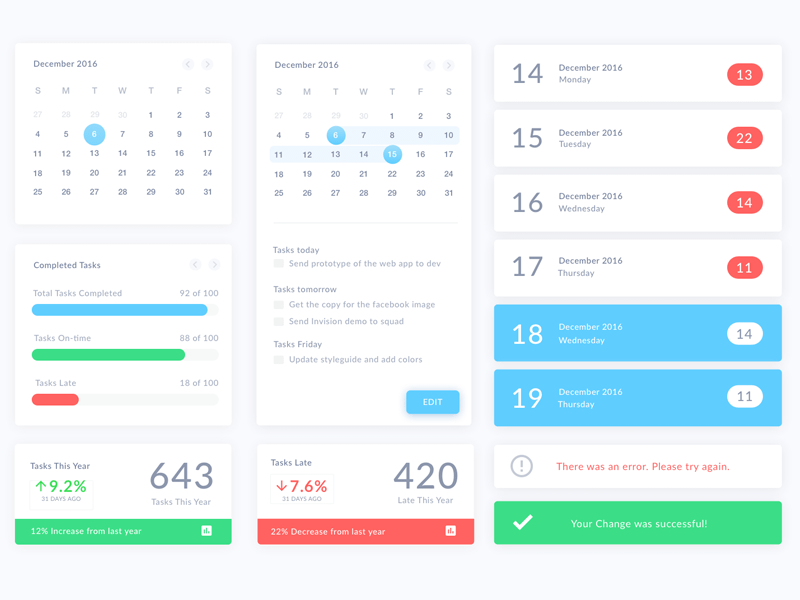 December 2016
S M T W T F S
27 28 29 30 1 2 3
4 5 6 7 8 9 10
11 12 13 14 15 16 17
18 19 20 21 22 23 24
25 26 27 28 29 30 31
Completed Tasks
Total Tasks Completed 92 of 100
Tasks On-time 88 of 100
Tasks Late 18 of 100
Tasks This Year
9.2%
31 DAYS AGO
643
Tasks This Year
12% Increase from last year
December 2016
S M T W T F S
27 28 29 30 1 2 3
4 5 6 7 8 9 10
11 12 13 14 15 16 17
18 19 20 21 22 23 24
25 26 27 28 29 30 31
Tasks today
Send prototype of the web app to dev
Tasks tomorrow
Get the copy for the facebook image
Send Invision demo to squad
Tasks Friday
Update styleguide and add colors
EDIT
Tasks Late
7.6%
31 DAYS AGO
420
Late This Year
22% Decrease from last year
14 December 2016 13
Monday
15 December 2016 22
Tuesday
16 December 2016 14
Wednesday
17 December 2016 11
Thursday
18 December 2016 14
Wednesday
19 December 2016 11
Thursday
There was an error. Please try again.
Your Change was successful!